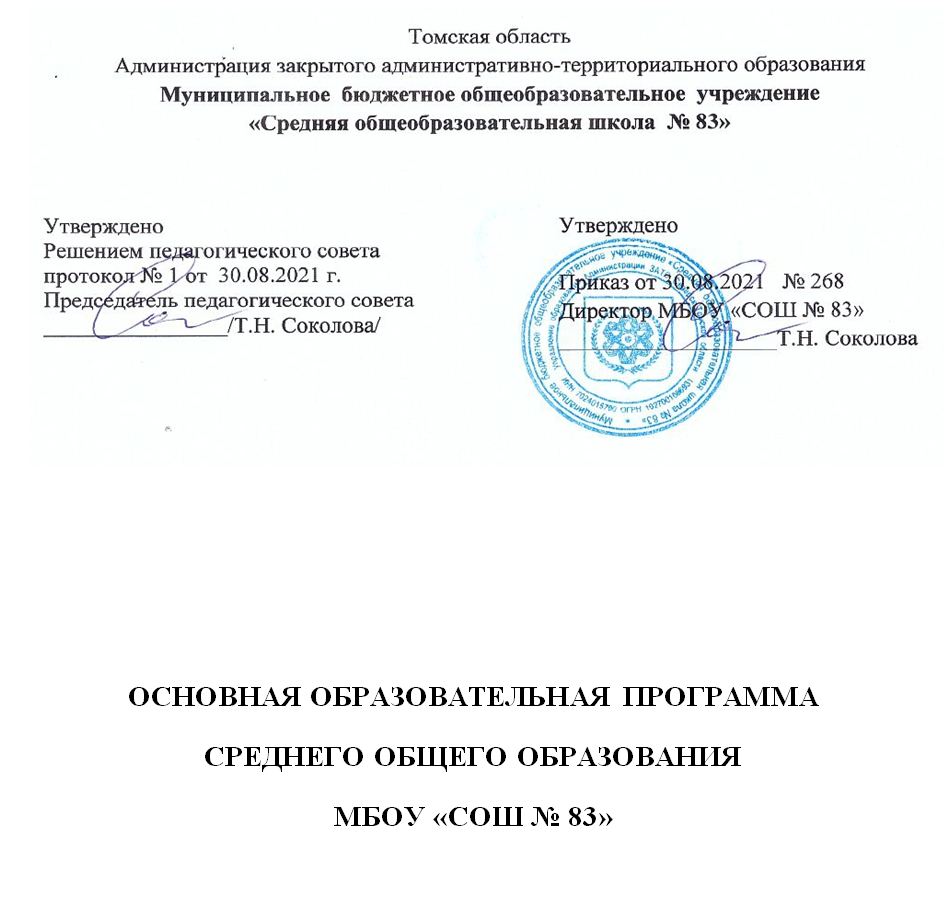 Томская область
Администрация закрытого административно-территориального образования
Муниципальное бюджетное общеобразовательное учреждение
«Средняя общеобразовательная школа № 83»
Утверждено
Решением педагогического совета
протокол № 1 от 30.08.2021 г.
Председатель педагогического совета
/Т.Н. Соколова/
Утверждено
Приказ от 30.08.2021 № 268
Директор МБОУ «СОШ № 83»
Т.Н. Соколова
ОСНОВНАЯ ОБРАЗОВАТЕЛЬНАЯ ПРОГРАММА
СРЕДНЕГО ОБЩЕГО ОБРАЗОВАНИЯ
МБОУ «СОШ № 83»